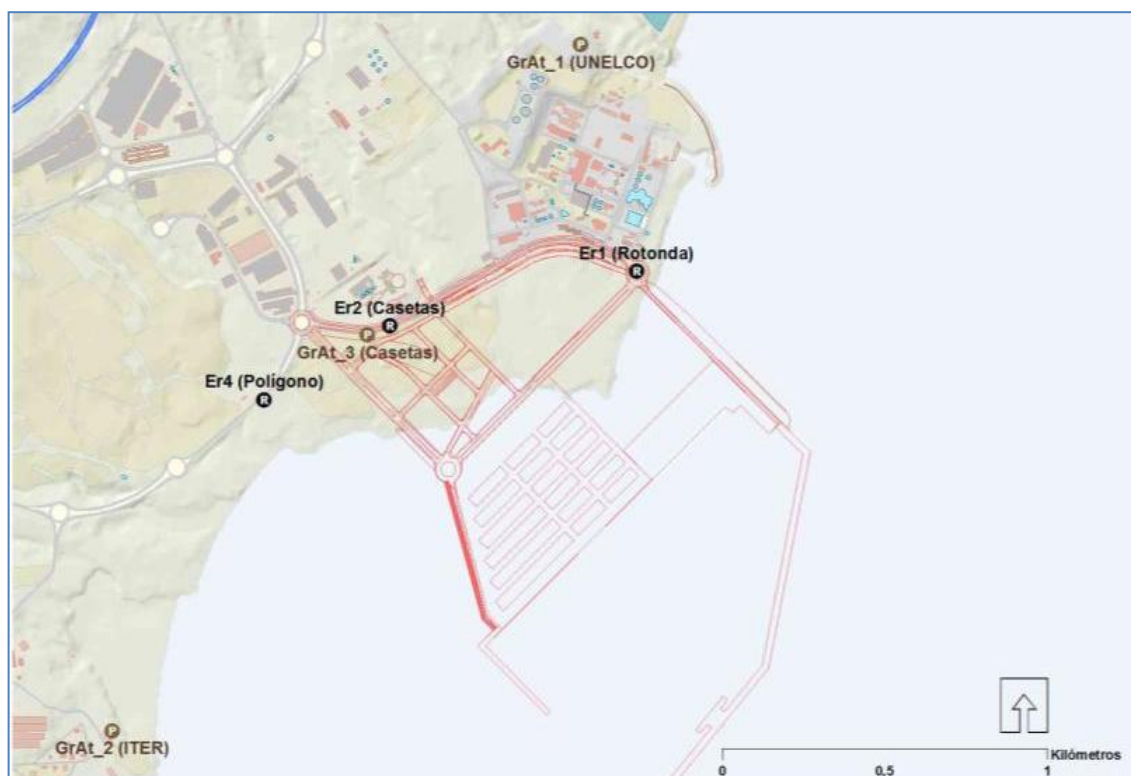 P
GrAt_1 (UNELCO)
Er1 (Rotonda)
R
Er2 (Casetas)
R
P
GrAt_3 (Casetas)
Er4 (Polígono)
R
P
GrAt_2 (ITER)
Kilómetros
0 0,5 1